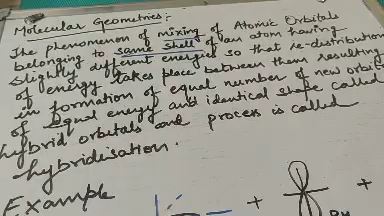 Molecular Geometries:-
The phenomenon of mixing of Atomic Orbitals
belonging to same shell of an atom having
slightly different energies so that re-distribution
of energy takes place between them resulting
in formation of equal number of new orbitals
of equal energy and identical shape called
hybrid orbitals and process is called
hybridisation.
Example
+ +